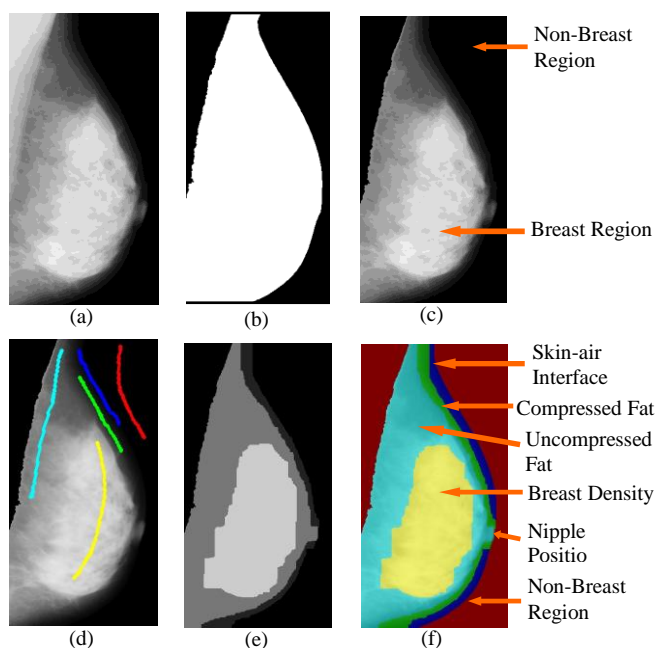 Non-Breast
Region
Breast Region
(a)
(b)
(c)
Skin-air
Interface
Compressed Fat
Uncompressed
Fat
Breast Density
Nipple
Positio
Non-Breast
Region
(d)
(e)
(f)